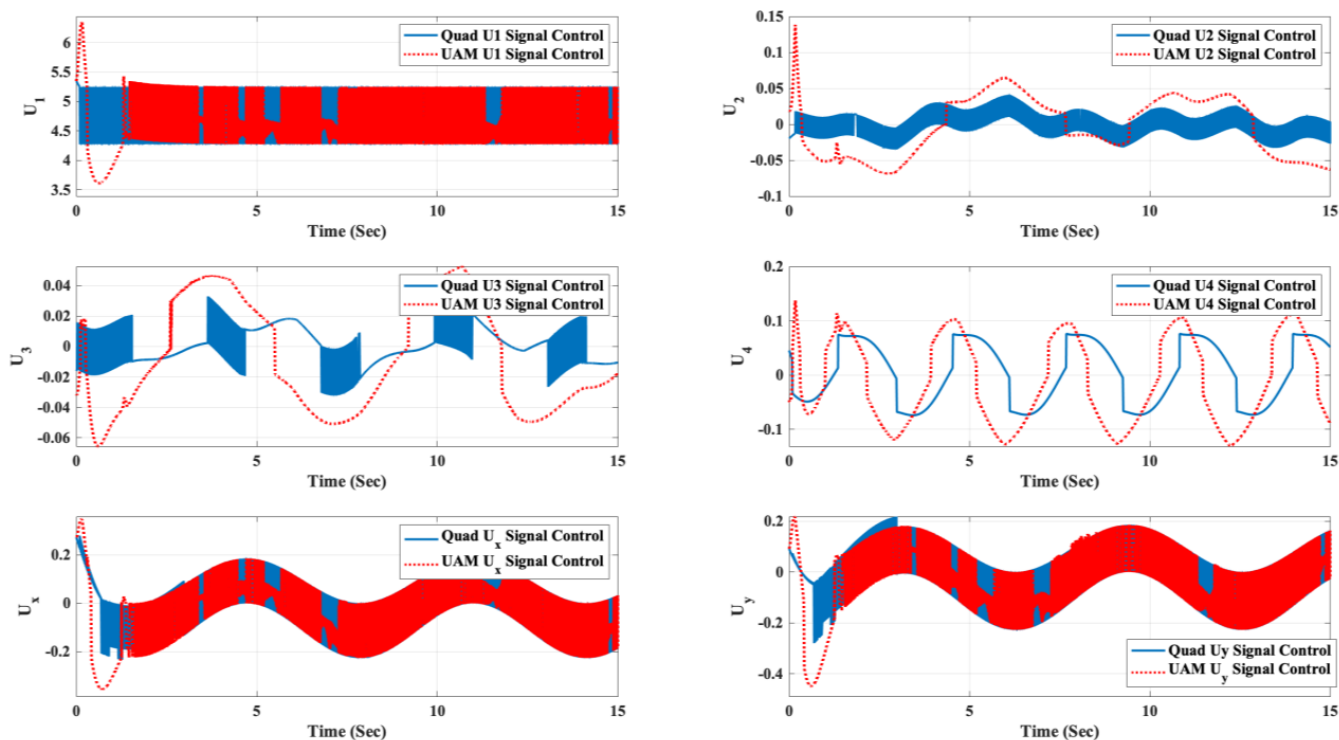 Quad U1 Signal Control
UAM U1 Signal Control
6
5.5
5
4.5
4
3.5
U1
0
5
10
15
Time (Sec)
Quad U2 Signal Control
UAM U2 Signal Control
0.15
0.1
0.05
0
-0.05
-0.1
U2
0
5
10
15
Time (Sec)
Quad U3 Signal Control
UAM U3 Signal Control
0.04
0.02
0
-0.02
-0.04
-0.06
U3
0
5
10
15
Time (Sec)
Quad U4 Signal Control
UAM U4 Signal Control
0.2
0.1
0
-0.1
U4
0
5
10
15
Time (Sec)
Quad Ux Signal Control
UAM Ux Signal Control
0.2
0
-0.2
Ux
0
5
10
15
Time (Sec)
0.2
0
-0.2
-0.4
Uy
Quad Uy Signal Control
UAM Uy Signal Control
0
5
10
15
Time (Sec)